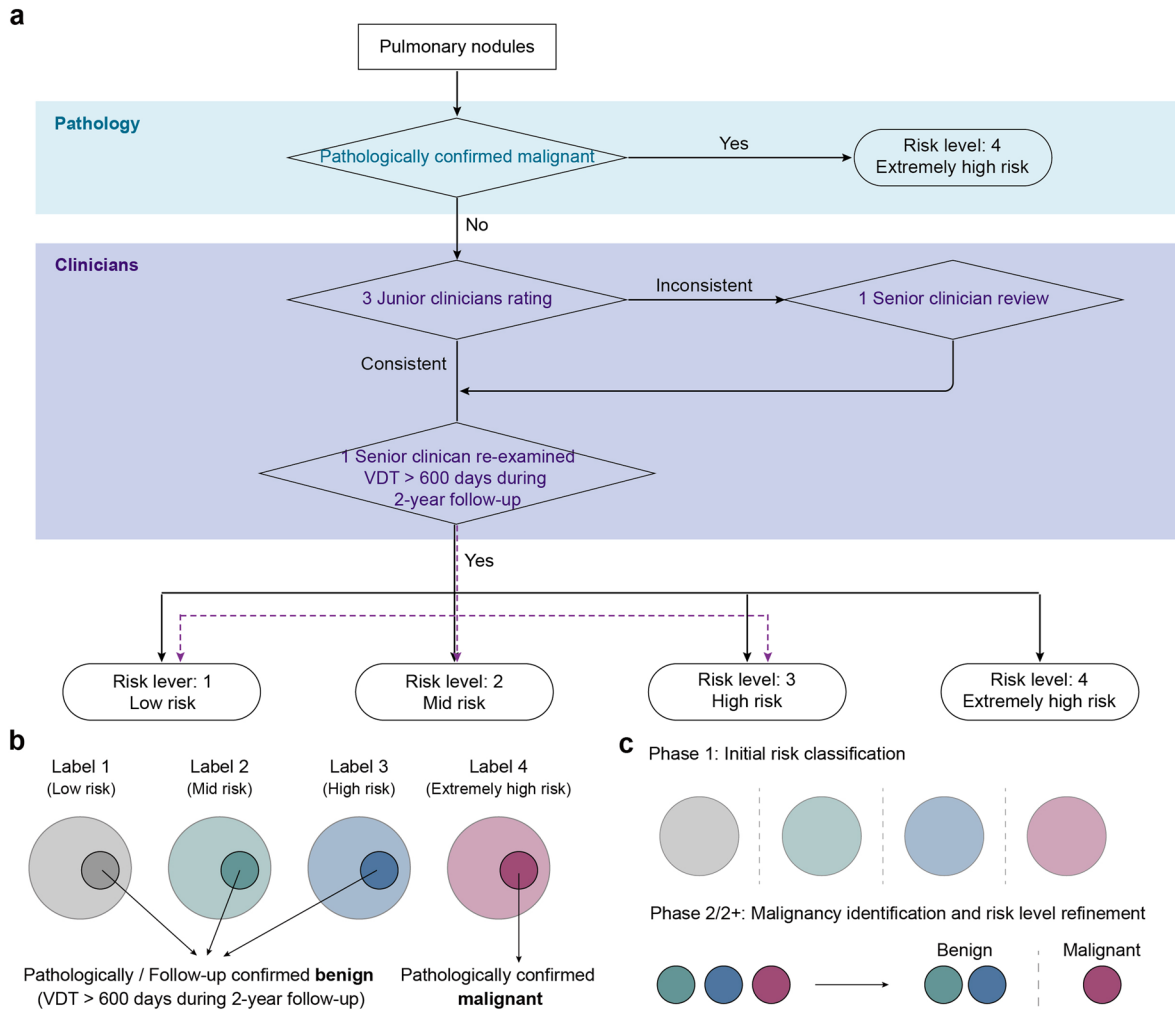 a
Pulmonary nodules
Pathology
Pathologically confirmed malignant
Yes
Risk level: 4
Extremely high risk
No
Clinicians
3 Junior clinicians rating
Inconsistent
1 Senior clinician review
Consistent
1 Senior clinican re-examined
VDT > 600 days during
2-year follow-up
Yes
Risk lever: 1
Low risk
Risk level: 2
Mid risk
Risk level: 3
High risk
Risk level: 4
Extremely high risk
b
Label 1
(Low risk)
Label 2
(Mid risk)
Label 3
(High risk)
Label 4
(Extremely high risk)
Pathologically / Follow-up confirmed benign
(VDT > 600 days during 2-year follow-up)
Pathologically confirmed
malignant
c
Phase 1: Initial risk classification
Phase 2/2+: Malignancy identification and risk level refinement
Benign
Malignant